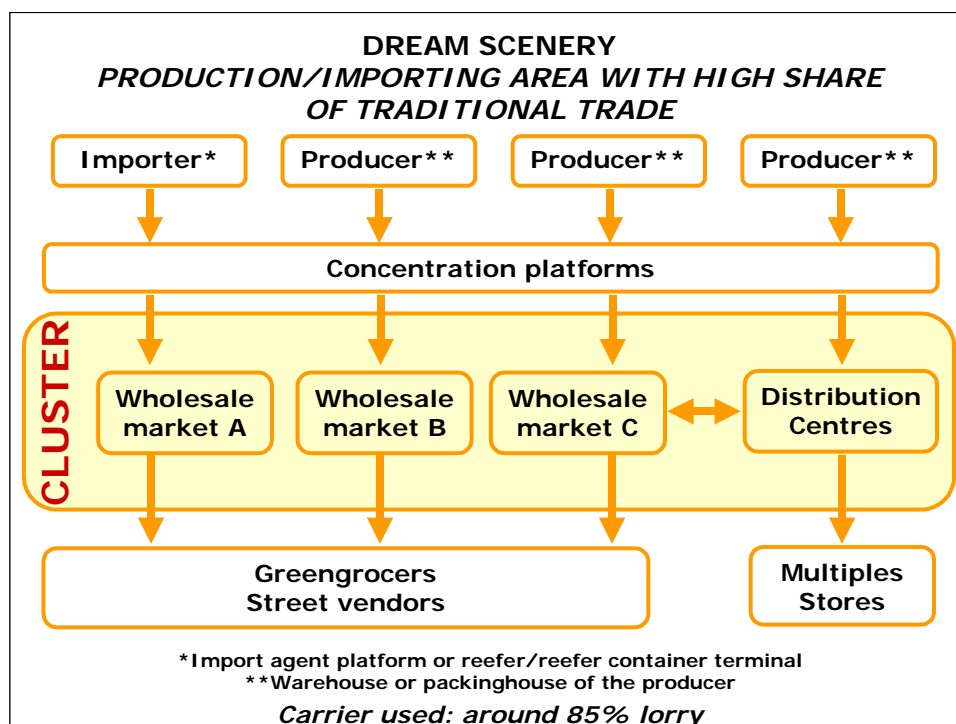 DREAM SCENERY
PRODUCTION/IMPORTING AREA WITH HIGH SHARE
OF TRADITIONAL TRADE
Importer*
Producer**
Producer**
Producer**
Concentration platforms
CLUSTER
Wholesale
market A
Wholesale
market B
Wholesale
market C
Distribution
Centres
Greengrocers
Street vendors
Multiples
Stores
*Import agent platform or reefer/reefer container terminal
**Warehouse or packinghouse of the producer
Carrier used: around 85% lorry